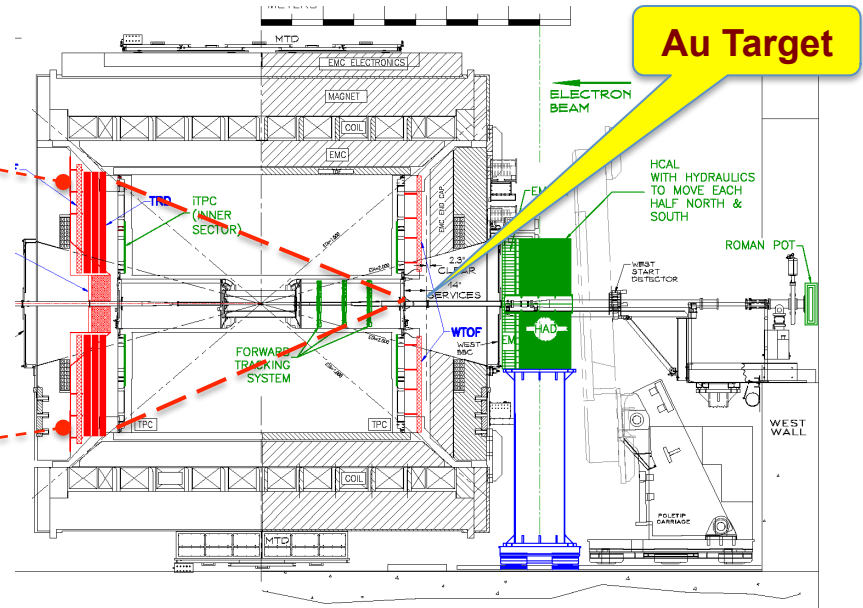 METERS
MTD
Au Target
EMC ELECTRONICS
MAGNET
COIL
EMC
ELECTRON
BEAM
HCAL
WITH HYDRAULICS
TO MOVE EACH
HALF NORTH &
SOUTH
TRD
iTPC
(INNER
SECTOR)
EMC END CAP
2.3"
CLEAR
44"
SERVICES
WEST
START
DETECTOR
ROMAN POT
WTOF
WEST
BBC
HAD
FORWARD
TRACKING
SYSTEM
TPC
TPC
COIL
MTD
WEST
WALL
POLETIP
CARRIAGE